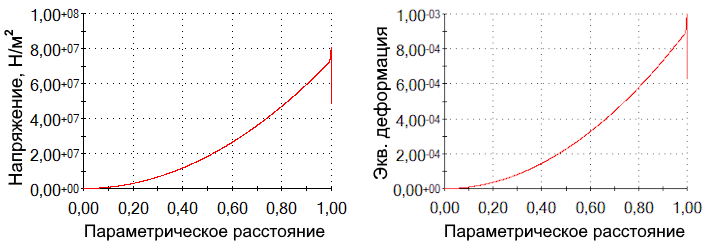 Напряжение, Н/м²
1,00+08
8,00+07
6,00+07
4,00+07
2,00+07
0,00+00
0,00 0,20 0,40 0,60 0,80 1,00
Параметрическое расстояние
Экв. деформация
1,00-03
8,00-04
6,00-04
4,00-04
2,00-04
0,00-00
0,00 0,20 0,40 0,60 0,80 1,00
Параметрическое расстояние